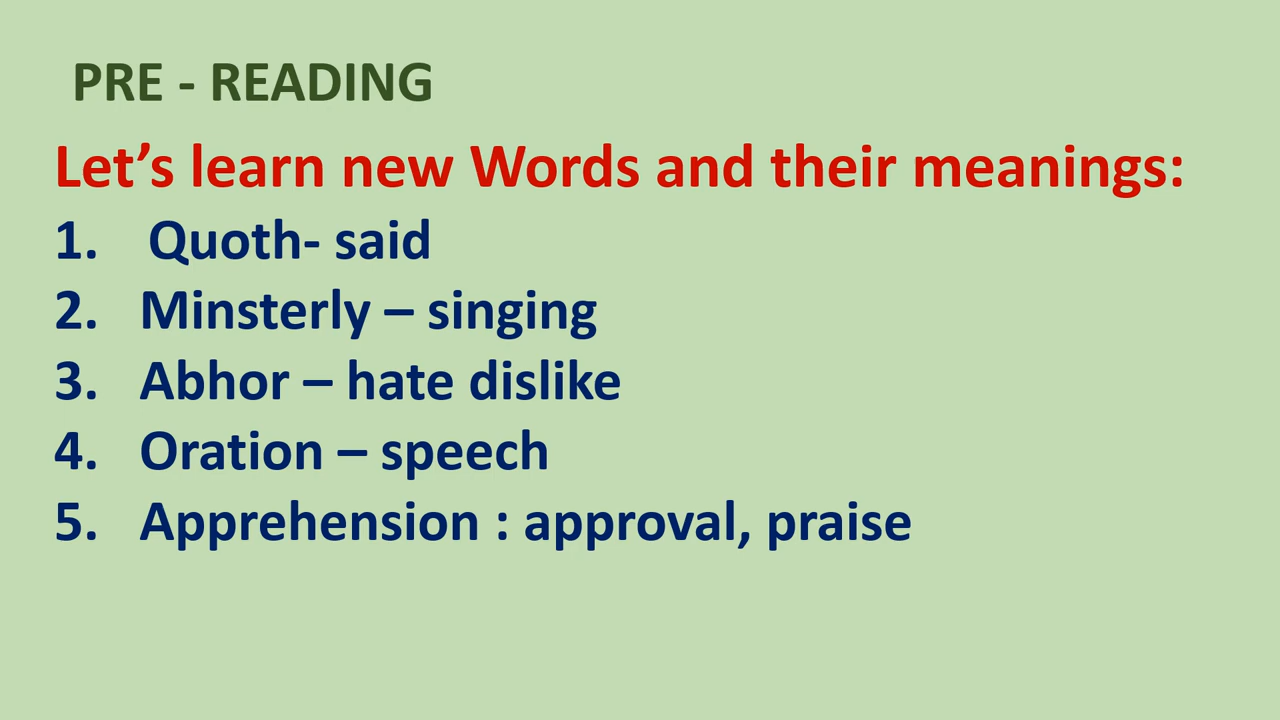 PRE - READING
Let’s learn new Words and their meanings:
1. Quoth- said
2. Minsterly – singing
3. Abhor – hate dislike
4. Oration – speech
5. Apprehension : approval, praise